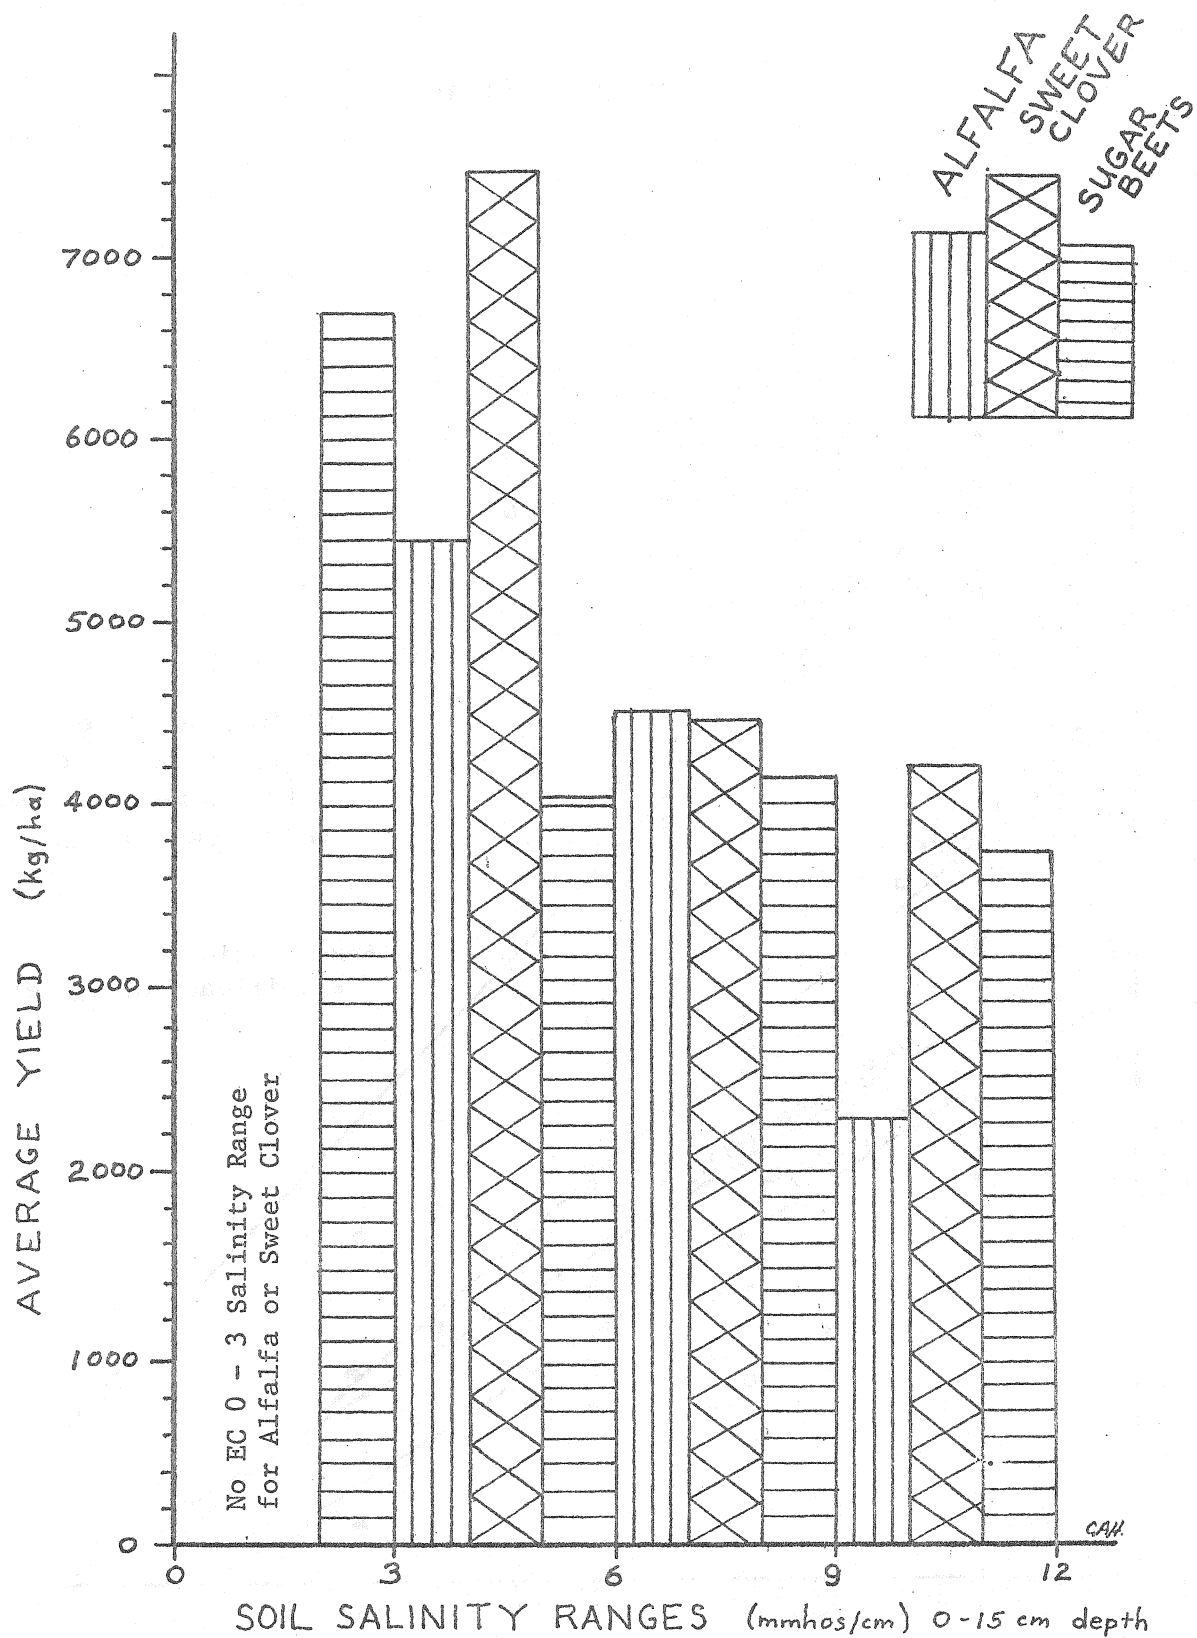 ALFALFA
SWEET
CLOVER
SUGAR
BEETS
7000
6000
5000
4000
3000
2000
1000
0
AVERAGE YIELD (kg/ha)
No EC 0 - 3 Salinity Range
for Alfalfa or Sweet Clover
CAH.
0 3 6 9 12
SOIL SALINITY RANGES (mmhos/cm) 0-15 cm depth